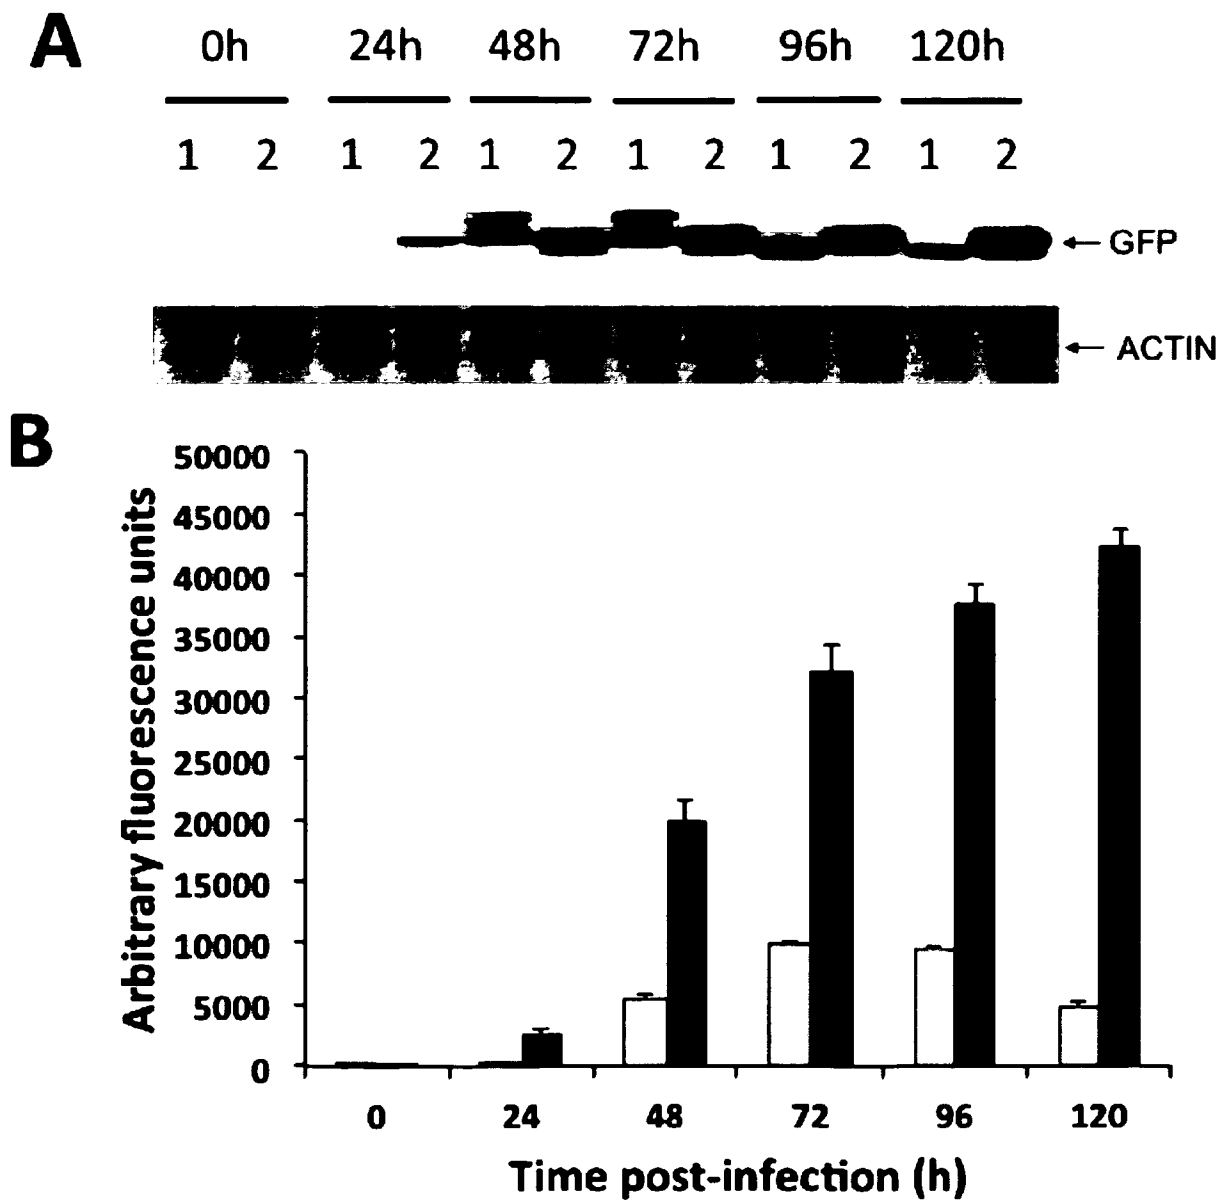 A
0h 24h 48h 72h 96h 120h
1 2 1 2 1 2 1 2 1 2 1 2
GFP
ACTIN
B
50000
45000
40000
35000
30000
25000
20000
15000
10000
5000
0
Arbitrary fluorescence units
0 24 48 72 96 120
Time post-infection (h)